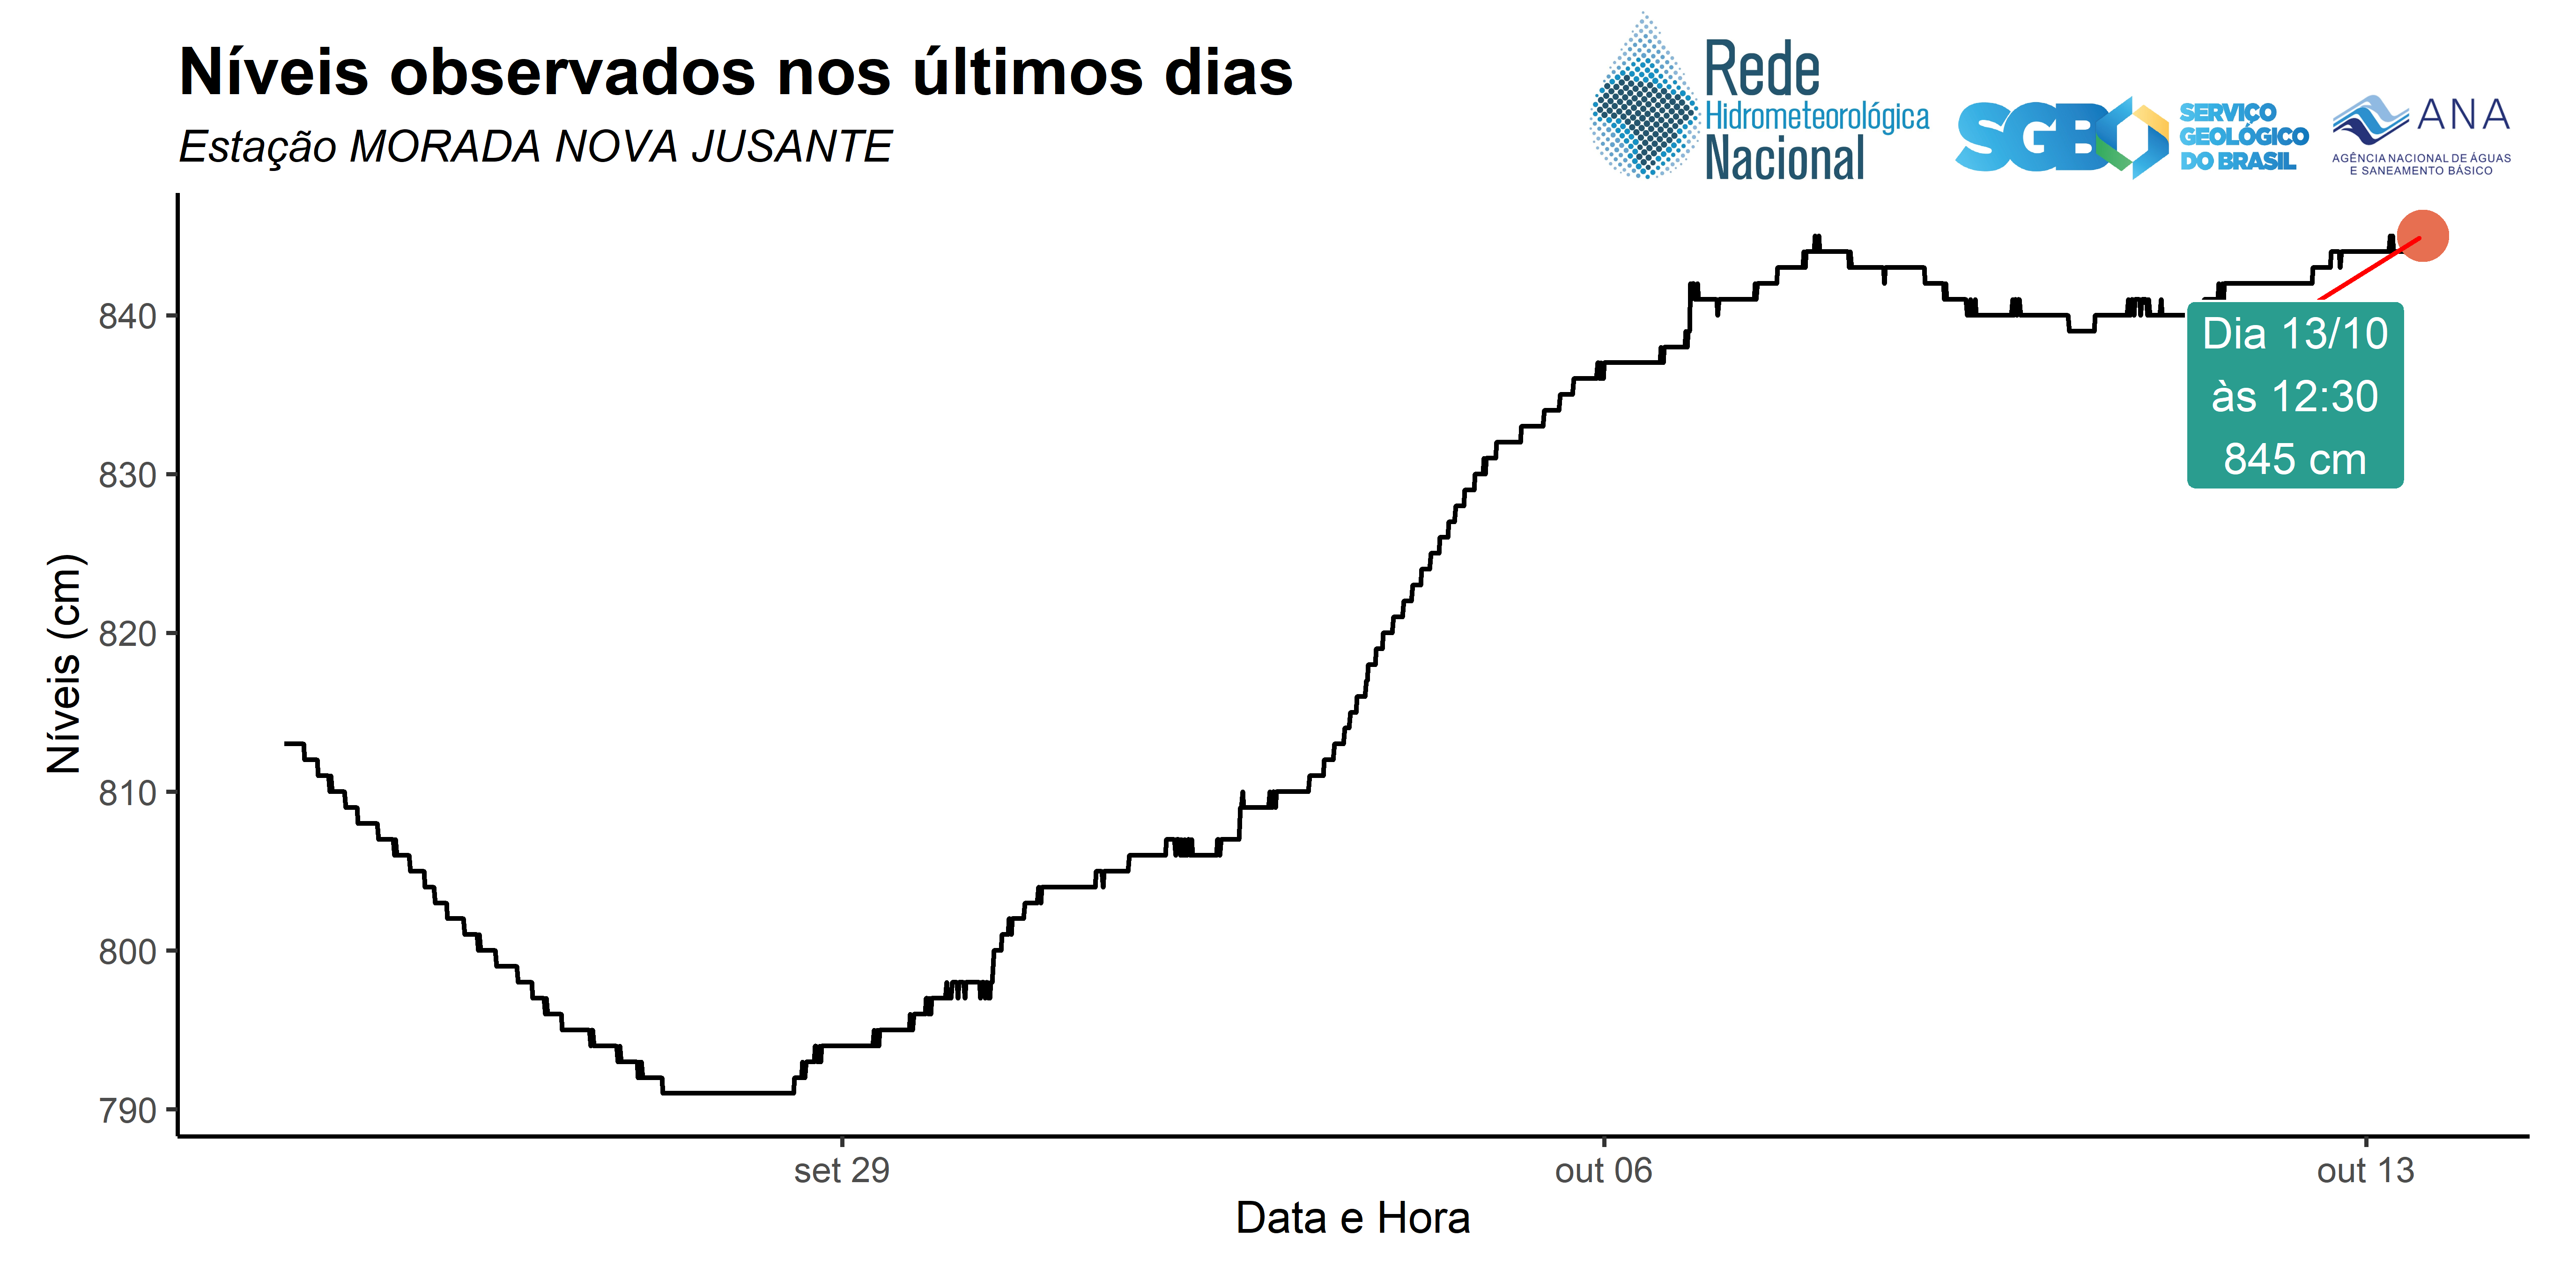 Níveis observados nos últimos dias
Estação MORADA NOVA JUSANTE
Rede
Hidrometeorológica
Nacional
SGB
SERVIÇO
GEOLÓGICO
DO BRASIL
ANA
AGÊNCIA NACIONAL DE ÁGUAS
E SANEAMENTO BÁSICO
Níveis (cm)
840
830
820
810
800
790
Dia 13/10
às 12:30
845 cm
set 29
out 06
out 13
Data e Hora